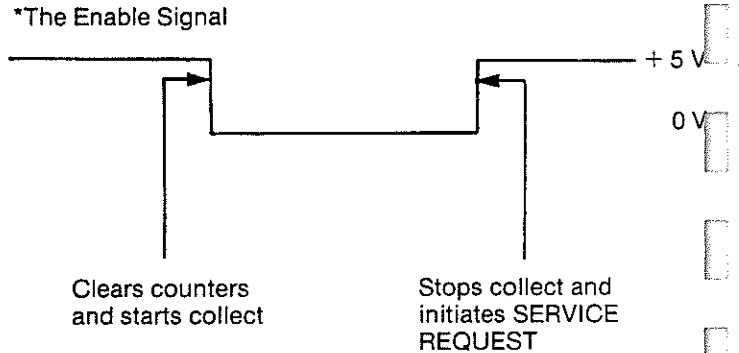 *The Enable Signal
+ 5 V
0 V
Clears counters
and starts collect
Stops collect and
initiates SERVICE
REQUEST